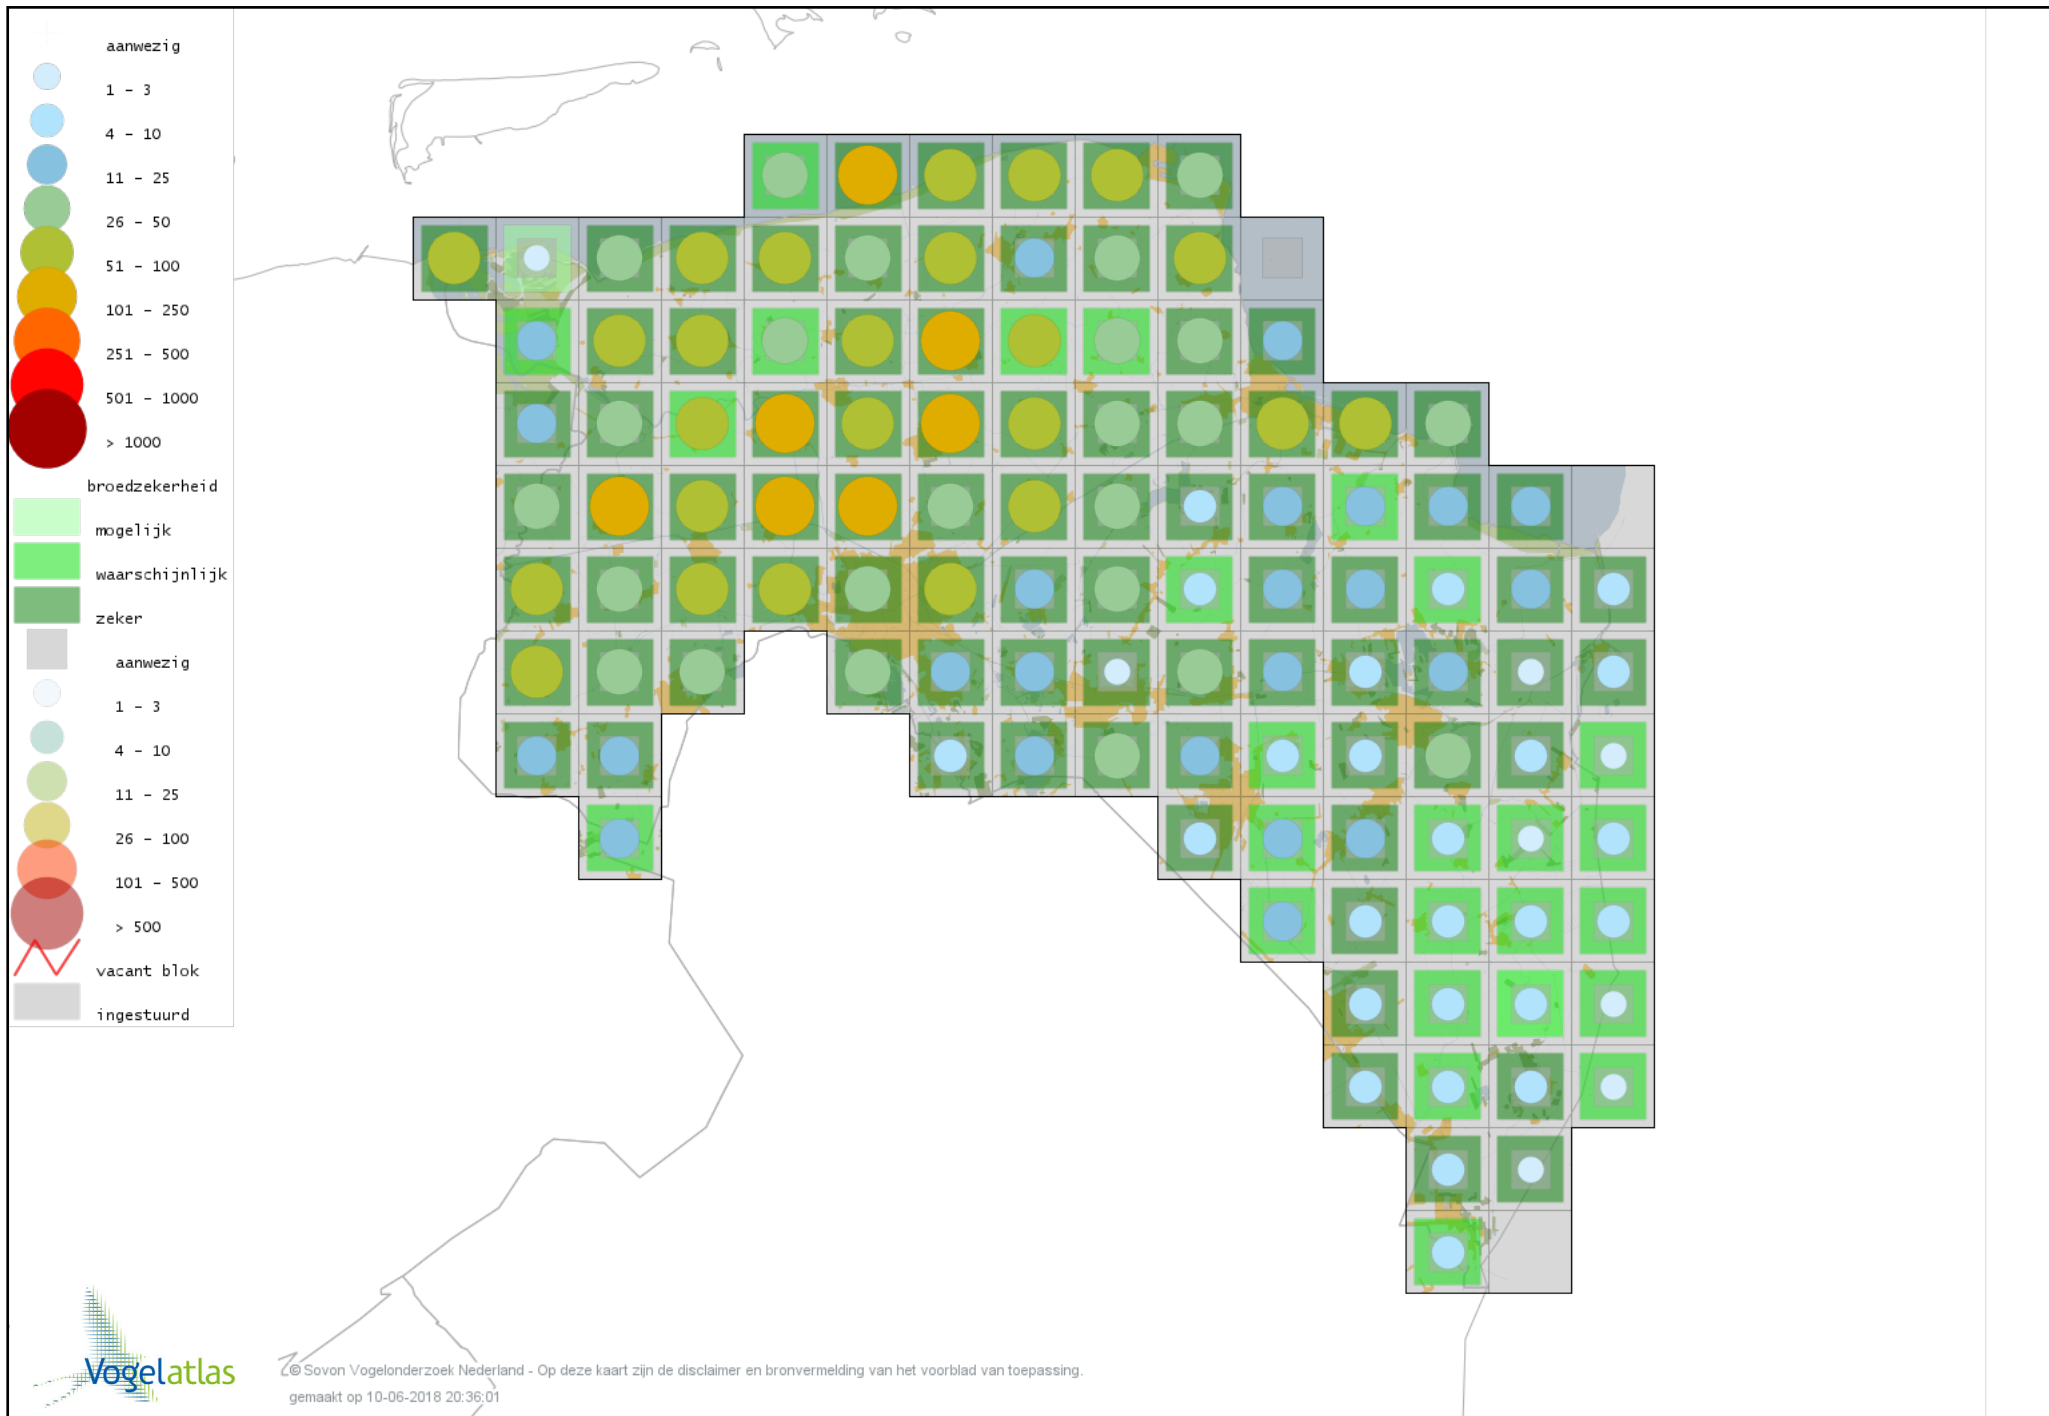 aanwezig
1 - 3
4 - 10
11 - 25
26 - 50
51 - 100
101 - 250
251 - 500
501 - 1000
> 1000
broedzekerheid
mogelijk
waarschijnlijk
zeker
aanwezig
1 - 3
4 - 10
11 - 25
26 - 100
101 - 500
> 500
vacant blok
ingestuurd
Vogelatlas
© Sovon Vogelonderzoek Nederland - Op deze kaart zijn de disclaimer en bronvermelding van het voorblad van toepassing.
gemaakt op 10-06-2018 20:36:01